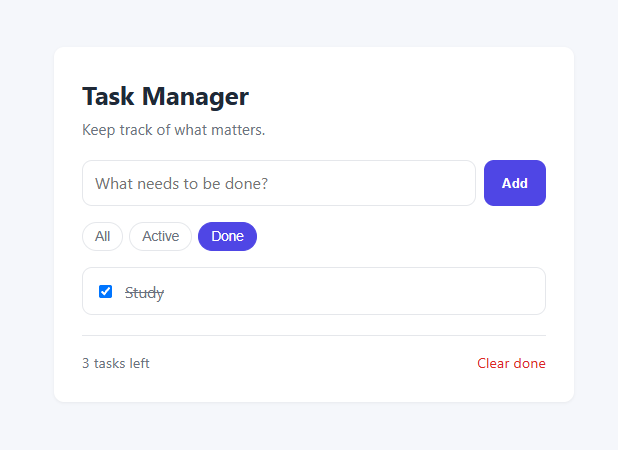 Task Manager
Keep track of what matters.
What needs to be done? Add
All Active Done
Study
3 tasks left Clear done